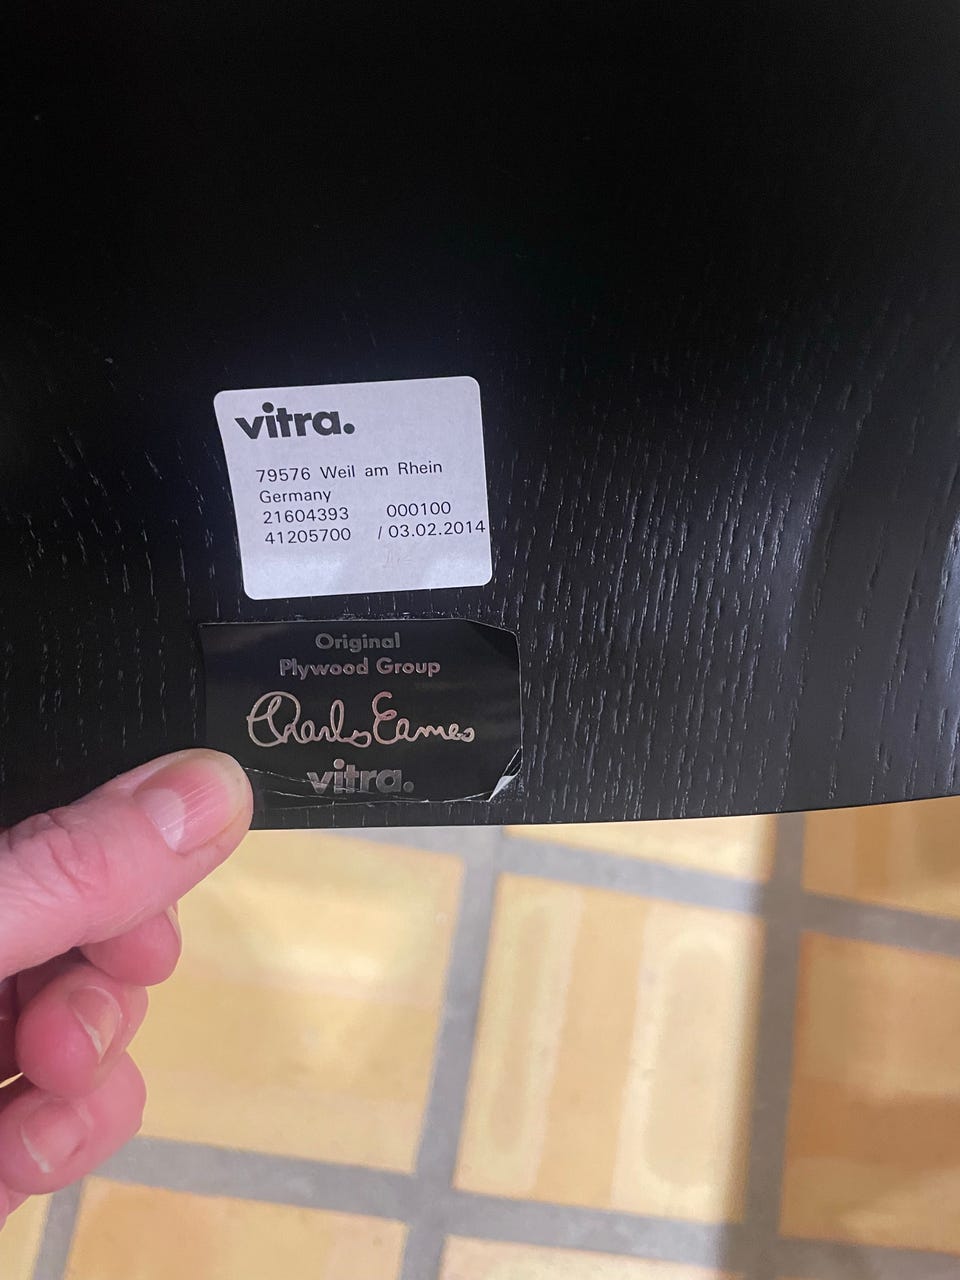 vitra.
79576 Weil am Rhein
Germany
21604393 000100
41205700 / 03.02.2014
Original
Plywood Group
Charles Eames
vitra.